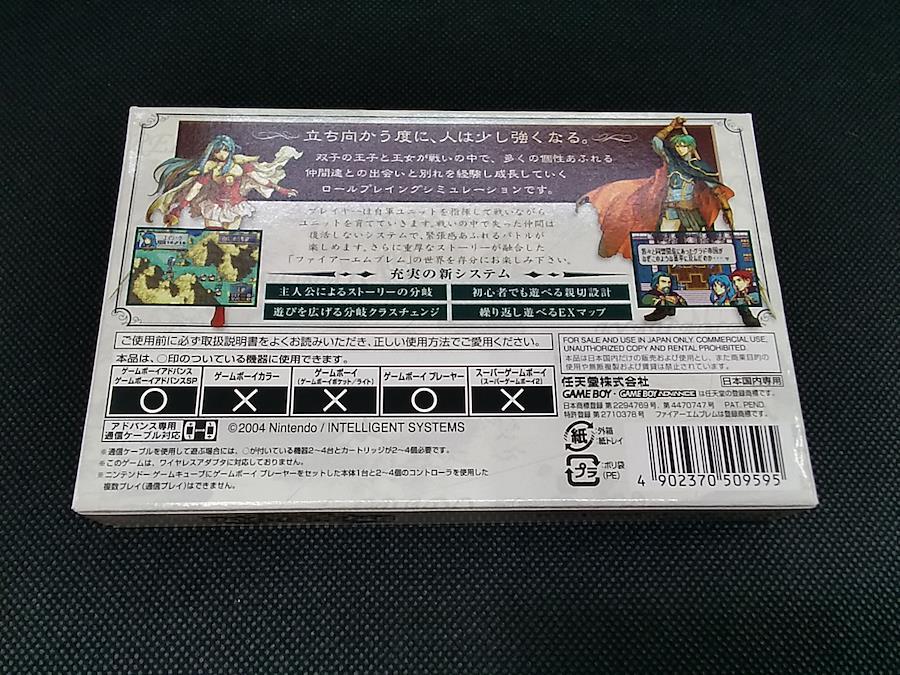 立ち向かう度に、人は少し強くなる。
双子の王子と王女が戦いの中で、多くの個性あふれる
仲間達との出会いと別れを経験し成長していく
ロールプレイングシミュレーションです。
プレイヤーは自軍ユニットを指揮して戦いながら
ユニットを育てていきます。戦いの中で失った仲間は
復活しないシステムで、緊張感あふれるバトルが
楽しめます。さらに重厚なストーリーが融合した
「ファイアーエムブレム」の世界を存分にお楽しみ下さい。
充実の新システム
主人公によるストーリーの分岐
初心者でも遊べる親切設計
遊びを広げる分岐クラスチェンジ
繰り返し遊べるEXマップ
ご使用前に必ず取扱説明書をよくお読みいただき、正しい使用方法でご愛用ください。
本品は、○印のついている機器に使用できます。
ゲームボーイアドバンス
ゲームボーイアドバンスSP
○
ゲームボーイカラー
×
ゲームボーイ
(ゲームボーイポケット/ライト)
×
ゲームボーイ プレーヤー
○
スーパーゲームボーイ
(スーパーゲームボーイ2)
×
アドバンス専用
通信ケーブル対応
©2004 Nintendo / INTELLIGENT SYSTEMS
※通信ケーブルを使用して遊ぶ場合には、○が付いている機器2〜4台とカートリッジが2〜4個必要です。
※このゲームは、ワイヤレスアダプタに対応しておりません。
※ニンテンドー ゲームキューブにゲームボーイ プレーヤーをセットした本体1台と2〜4個のコントローラを使用した
複数プレイ(通信プレイ)はできません。
FOR SALE AND USE IN JAPAN ONLY. COMMERCIAL USE,
UNAUTHORIZED COPY AND RENTAL PROHIBITED.
本品は日本国内だけの販売および使用とし、また商業目的の
使用や無断複製および賃貸は禁止されています。
任天堂株式会社
日本国内専用
GAME BOY・GAME BOY ADVANCE は任天堂の登録商標です。
日本商標登録 第2294769号、第4470747号 PAT. PEND.
特許登録 第2710378号 ファイアーエムブレムは登録商標です。
紙
:外箱
:紙トレイ
プラ
:ポリ袋
(PE)
4 902370 509595